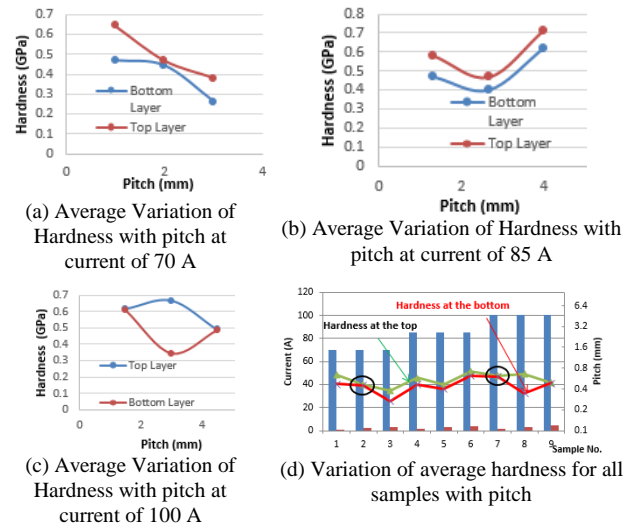 Hardness (GPa)
0.7
0.6
0.5
0.4
0.3
0.2
0.1
0
0
2
4
Pitch (mm)
Bottom
Layer
Top Layer
(a) Average Variation of
Hardness with pitch at
current of 70 A
Hardness (GPa)
0.8
0.7
0.6
0.5
0.4
0.3
0.2
0.1
0
0
2
4
Pitch (mm)
Bottom
Layer
Top Layer
(b) Average Variation of Hardness with
pitch at current of 85 A
Hardness (GPa)
0.7
0.6
0.5
0.4
0.3
0.2
0.1
0
0
2
4
Pitch (mm)
Top Layer
Bottom Layer
(c) Average Variation of
Hardness with pitch at
current of 100 A
Current (A)
120
100
80
60
40
20
0
Hardness at the bottom
Hardness at the top
6.4
3.2
1.6
0.8
0.4
0.2
0.1
Pitch (mm)
1 2 3 4 5 6 7 8 9
Sample No.
(d) Variation of average hardness for all
samples with pitch